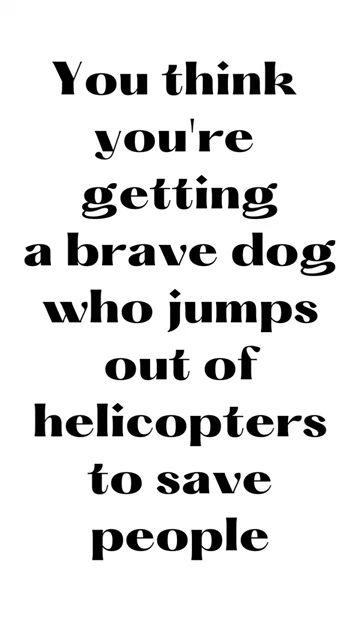 You think
you're
getting
a brave dog
who jumps
out of
helicopters
to save
people